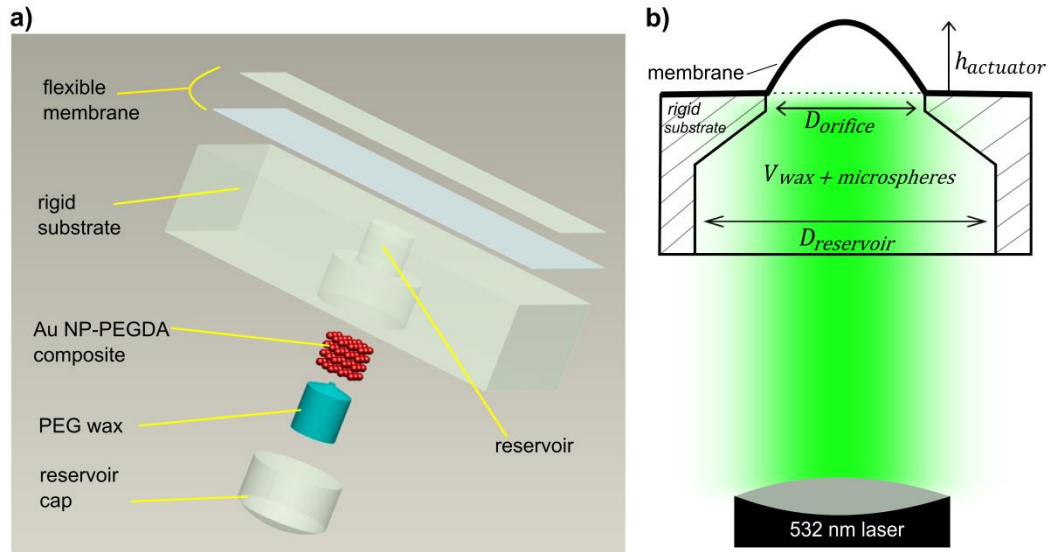 a)
flexible
membrane
rigid
substrate
Au NP-PEGDA
composite
PEG wax
reservoir
cap
reservoir
b)
membrane
h_actuator
rigid
substrate
D_orifice
V_wax + microspheres
D_reservoir
532 nm laser